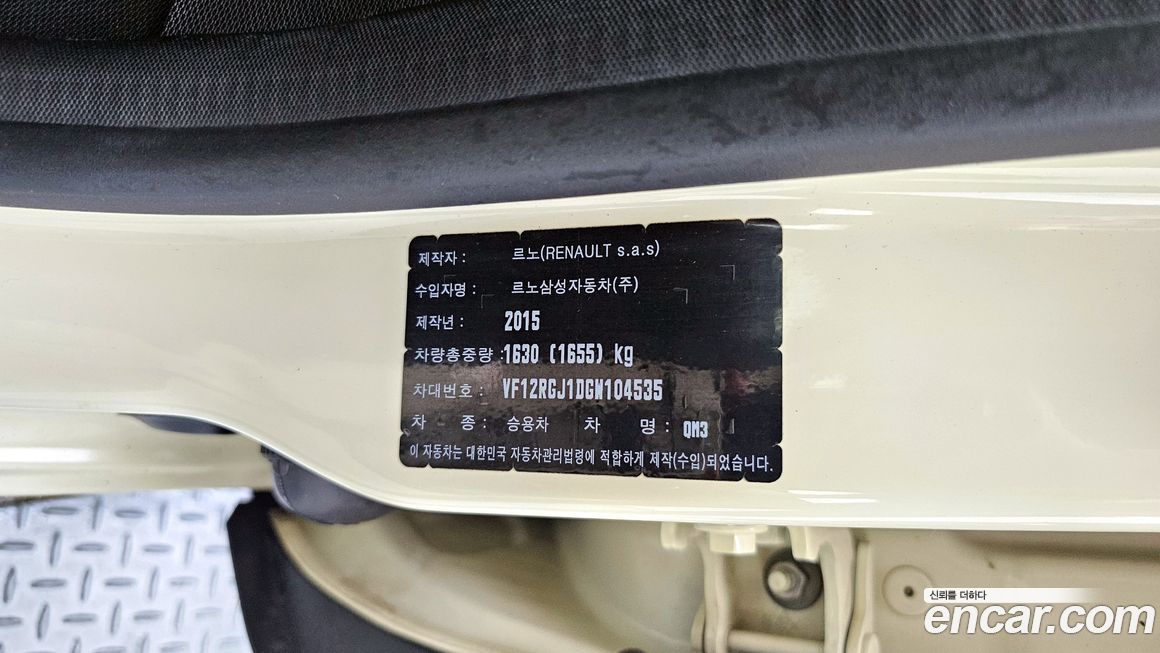 제작자 : 르노(RENAULT s.a.s)
수입자명 : 르노삼성자동차(주)
제작년 : 2015
차량총중량 : 1630 (1655) kg
차대번호 : VF12RGJ1DGW104535
차 종 : 승용차 차 명 : QM3
이 자동차는 대한민국 자동차관리법령에 적합하게 제작(수입)되었습니다.
신뢰를 더하다
encar.com